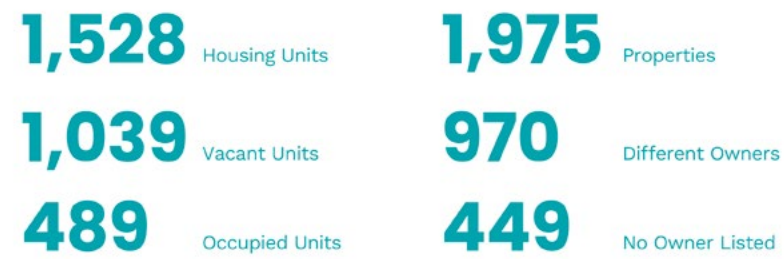 1,528 Housing Units
1,975 Properties
1,039 Vacant Units
970 Different Owners
489 Occupied Units
449 No Owner Listed